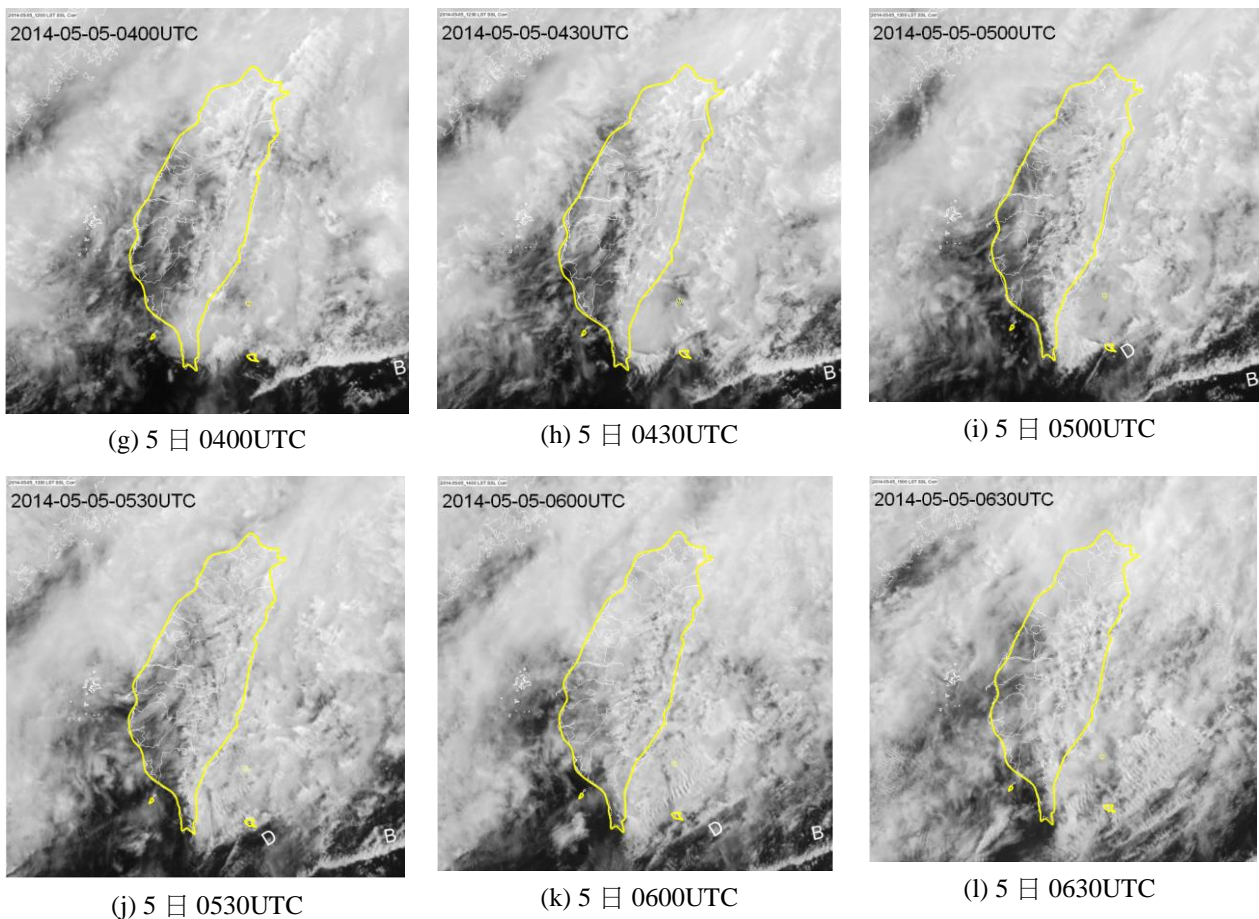 2014-05-05-0400UTC
2014-05-05-0430UTC
2014-05-05-0500UTC
B
B
D
B
(g) 5 日 0400UTC
(h) 5 日 0430UTC
(i) 5 日 0500UTC
2014-05-05-0530UTC
2014-05-05-0600UTC
2014-05-05-0630UTC
D
B
D
B
(j) 5 日 0530UTC
(k) 5 日 0600UTC
(l) 5 日 0630UTC